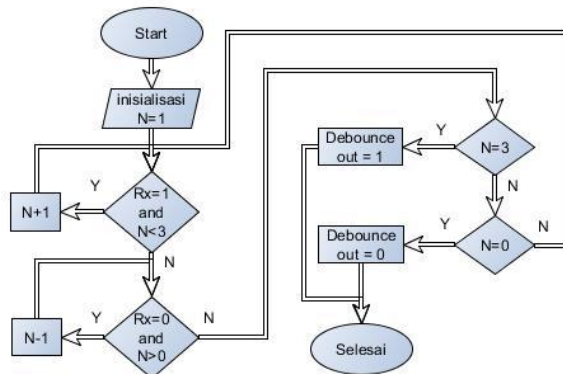 Start
inisialisasi
N=1
Y
Rx=1
and
N<3
N+1
N
Y
Rx=0
and
N>0
N
N-1
Y
N=3
Debounce
out = 1
N
Y
N=0
N
Debounce
out = 0
Selesai